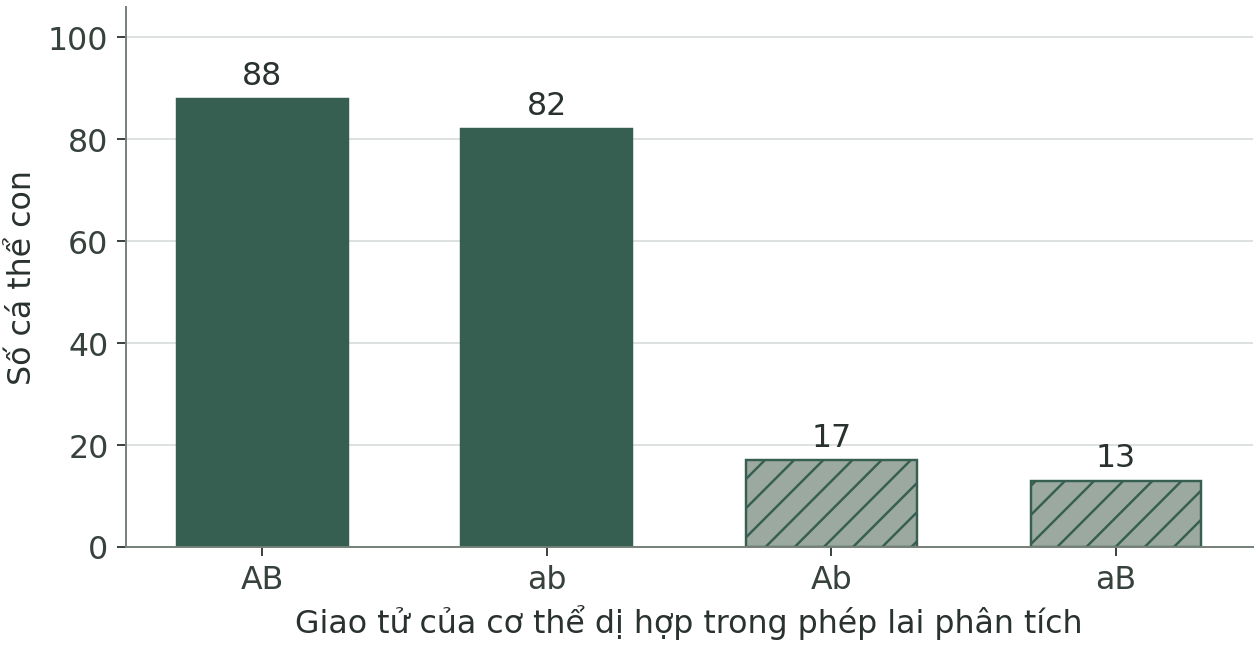 100
80
60
40
20
0
Số cá thể con
88
82
17
13
AB
ab
Ab
aB
Giao tử của cơ thể dị hợp trong phép lai phân tích